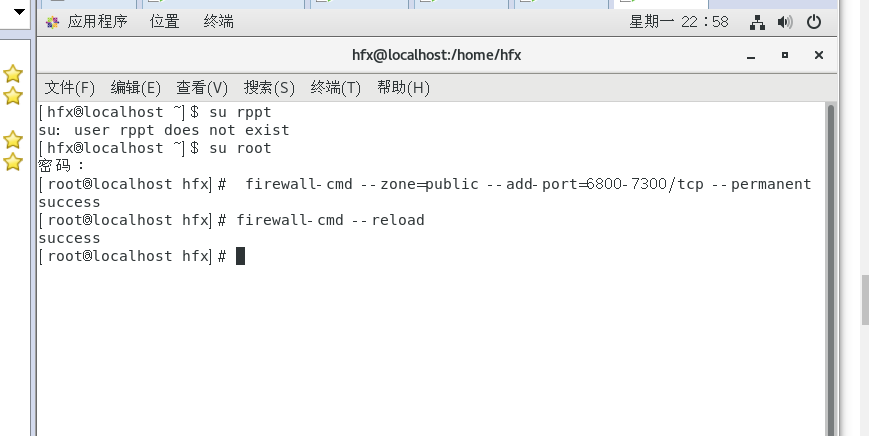 应用程序 位置 终端 星期一 22：58
hfx@localhost:/home/hfx
文件(F) 编辑(E) 查看(V) 搜索(S) 终端(T) 帮助(H)
[hfx@localhost ~]$ su rppt
su: user rppt does not exist
[hfx@localhost ~]$ su root
密码：
[root@localhost hfx]#  firewall-cmd --zone=public --add-port=6800-7300/tcp --permanent
success
[root@localhost hfx]# firewall-cmd --reload
success
[root@localhost hfx]#